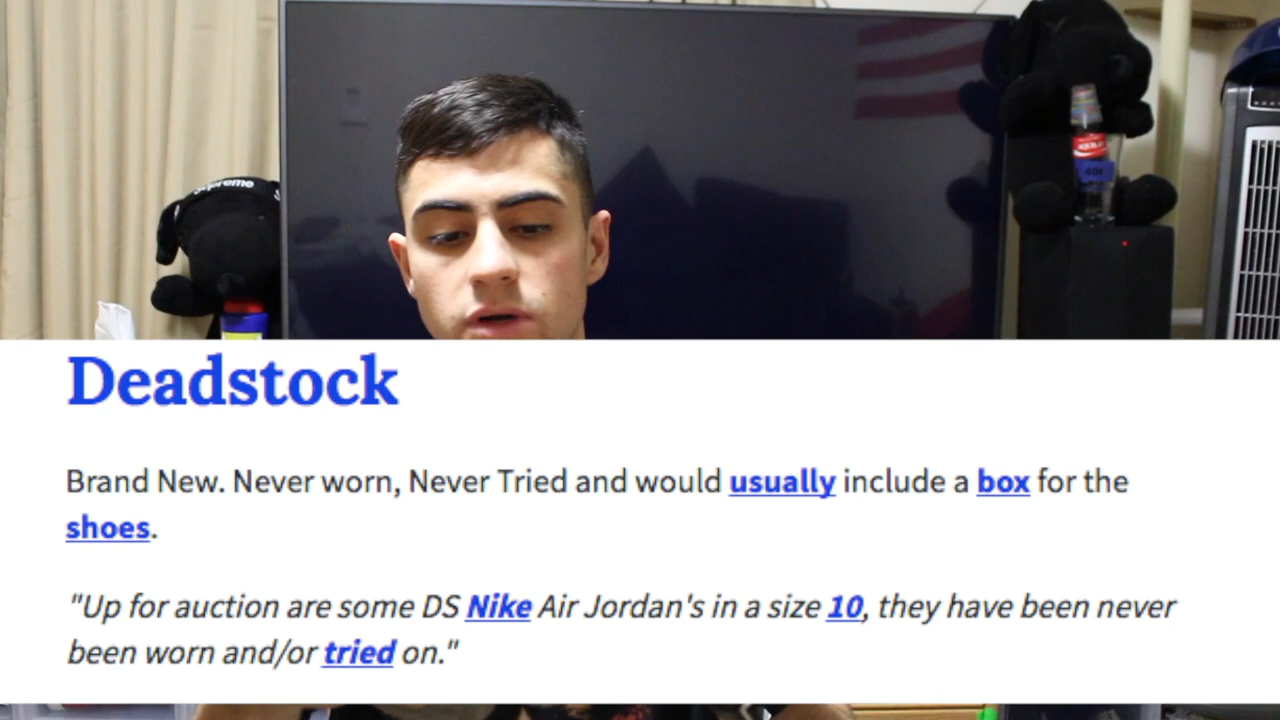 Supreme
Deadstock
Brand New. Never worn, Never Tried and would usually include a box for the
shoes.
"Up for auction are some DS Nike Air Jordan's in a size 10, they have been never
been worn and/or tried on."